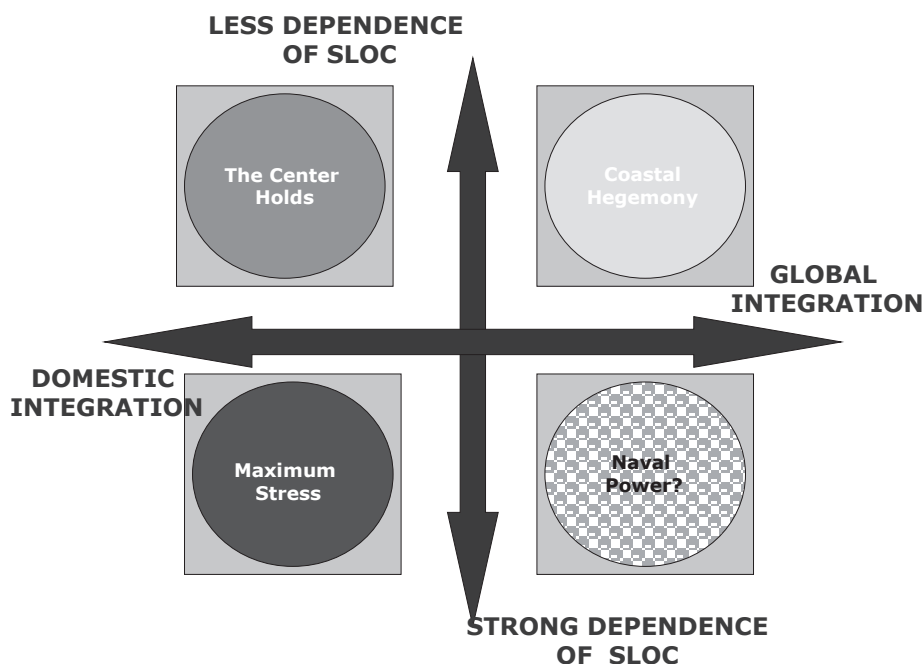 LESS DEPENDENCE
OF SLOC
The Center
Holds
Coastal
Hegemony
GLOBAL
INTEGRATION
DOMESTIC
INTEGRATION
Maximum
Stress
Naval
Power?
STRONG DEPENDENCE
OF SLOC